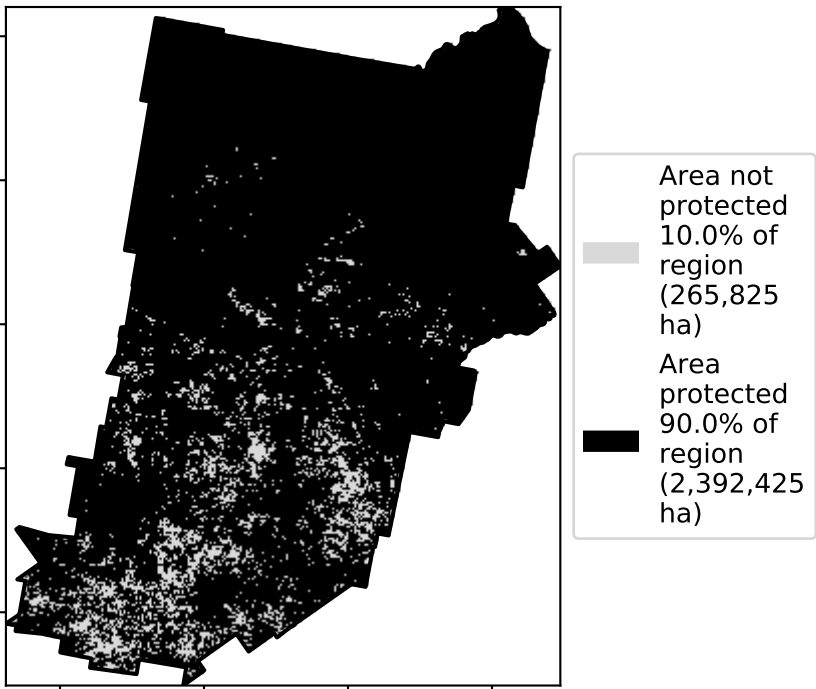 Area not
protected
10.0% of
region
(265,825
ha)
Area
protected
90.0% of
region
(2,392,425
ha)